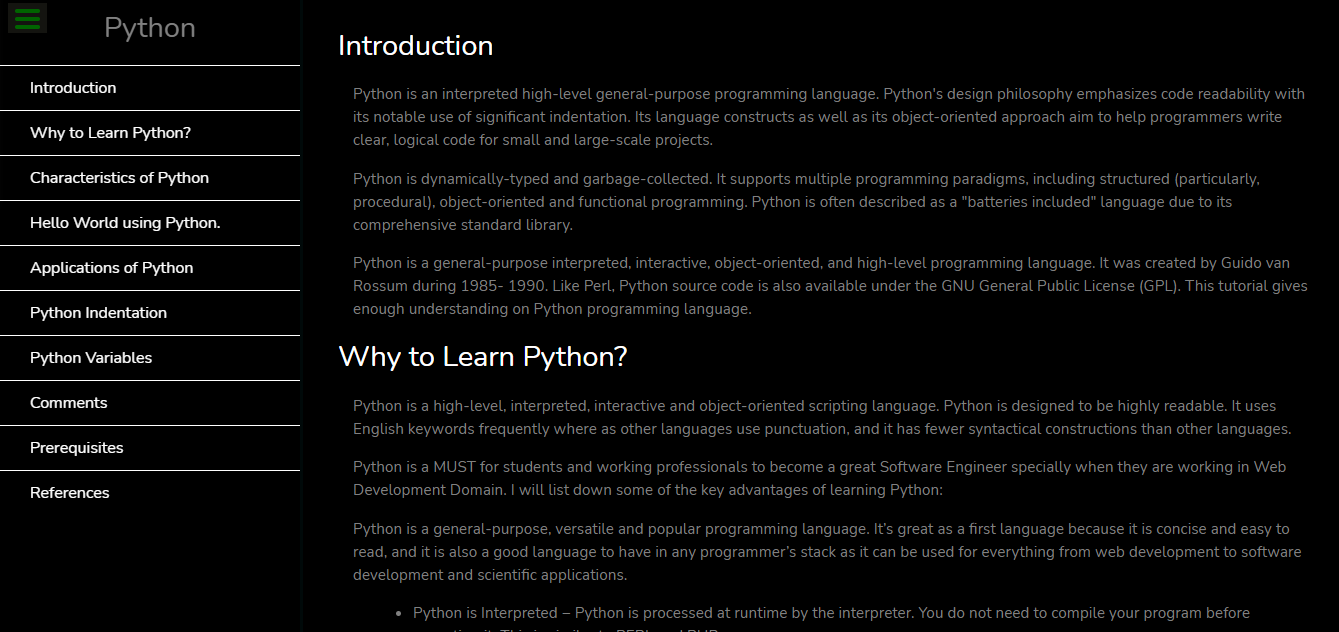 Python
Introduction
Why to Learn Python?
Characteristics of Python
Hello World using Python.
Applications of Python
Python Indentation
Python Variables
Comments
Prerequisites
References
Introduction
Python is an interpreted high-level general-purpose programming language. Python's design philosophy emphasizes code readability with
its notable use of significant indentation. Its language constructs as well as its object-oriented approach aim to help programmers write
clear, logical code for small and large-scale projects.
Python is dynamically-typed and garbage-collected. It supports multiple programming paradigms, including structured (particularly,
procedural), object-oriented and functional programming. Python is often described as a "batteries included" language due to its
comprehensive standard library.
Python is a general-purpose interpreted, interactive, object-oriented, and high-level programming language. It was created by Guido van
Rossum during 1985- 1990. Like Perl, Python source code is also available under the GNU General Public License (GPL). This tutorial gives
enough understanding on Python programming language.
Why to Learn Python?
Python is a high-level, interpreted, interactive and object-oriented scripting language. Python is designed to be highly readable. It uses
English keywords frequently where as other languages use punctuation, and it has fewer syntactical constructions than other languages.
Python is a MUST for students and working professionals to become a great Software Engineer specially when they are working in Web
Development Domain. I will list down some of the key advantages of learning Python:
Python is a general-purpose, versatile and popular programming language. It’s great as a first language because it is concise and easy to
read, and it is also a good language to have in any programmer’s stack as it can be used for everything from web development to software
development and scientific applications.
• Python is Interpreted − Python is processed at runtime by the interpreter. You do not need to compile your program before